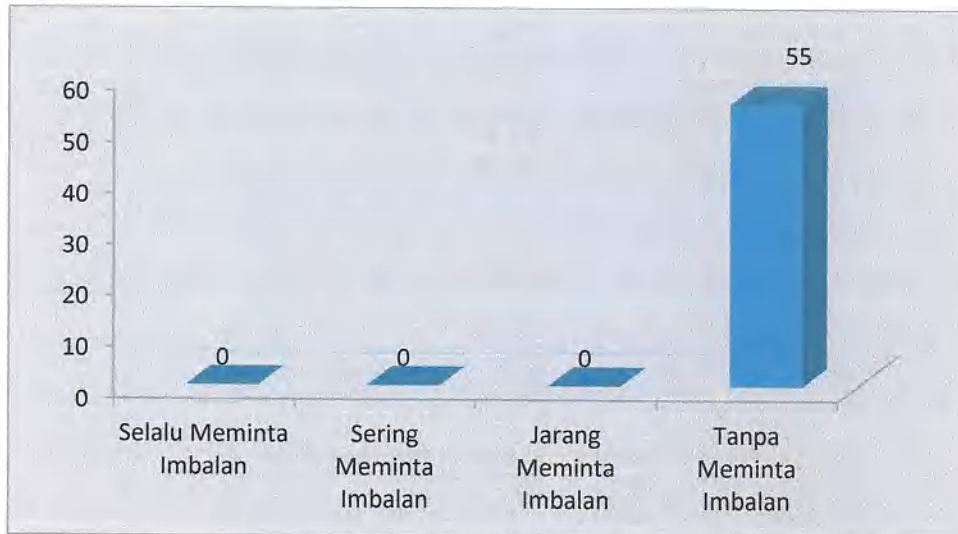 55
60
50
40
30
20
10
0
0
0
0
Selalu Meminta
Imbalan
Sering
Meminta
Imbalan
Jarang
Meminta
Imbalan
Tanpa
Meminta
Imbalan